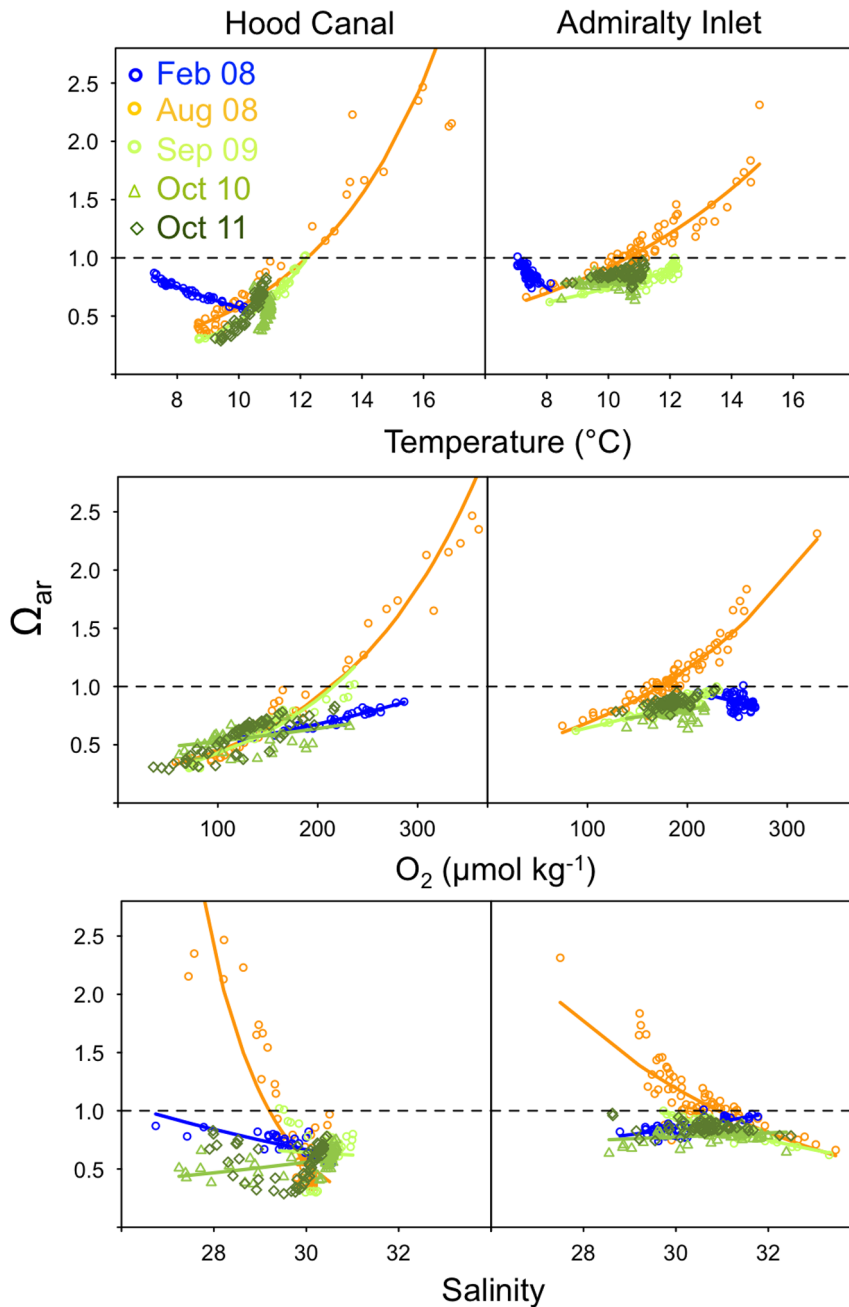 Hood Canal Admiralty Inlet
Feb 08
Aug 08
Sep 09
Oct 10
Oct 11
2.5
2.0
1.5
1.0
0.5
8 10 12 14 16 8 10 12 14 16
Temperature (°C)
2.5
2.0
1.5
1.0
0.5
Ωar
100 200 300 100 200 300
O₂ (µmol kg⁻¹)
2.5
2.0
1.5
1.0
0.5
28 30 32 28 30 32
Salinity